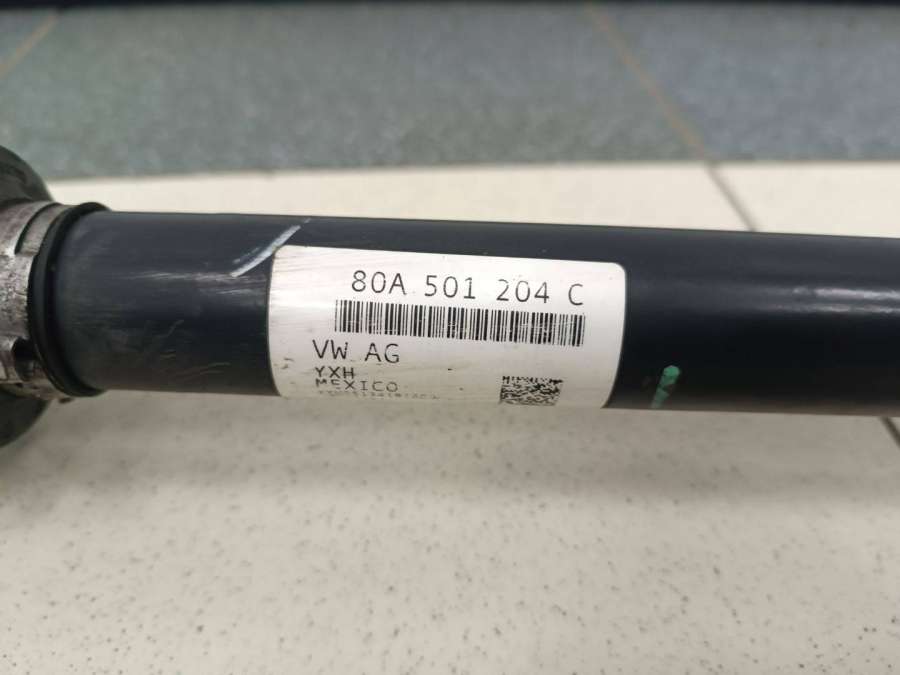 80A 501 204 C
VW AG
YXH
MEXICO